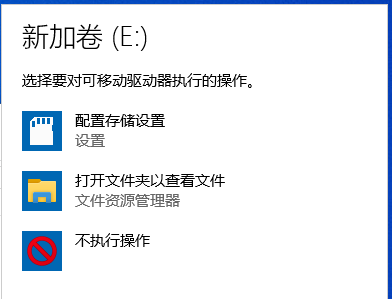 新加卷 (E:)
选择要对可移动驱动器执行的操作。
配置存储设置
设置
打开文件夹以查看文件
文件资源管理器
不执行操作